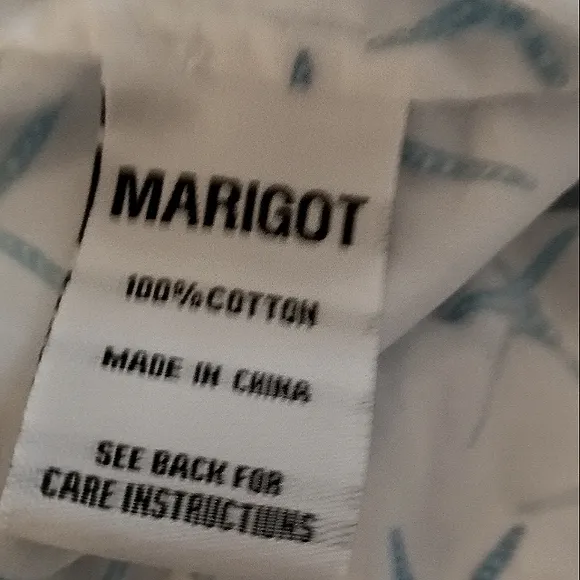 MARIGOT
100% COTTON
MADE IN CHINA
SEE BACK FOR
CARE INSTRUCTIONS